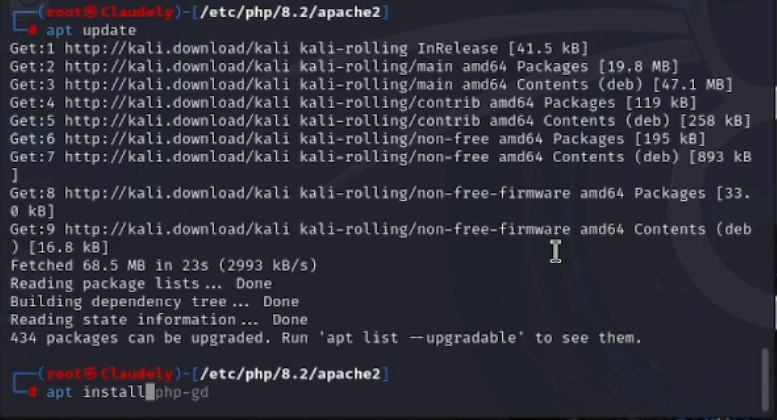 ┌──(root㉿Claudely)-[/etc/php/8.2/apache2]
└─# apt update
Get:1 http://kali.download/kali kali-rolling InRelease [41.5 kB]
Get:2 http://kali.download/kali kali-rolling/main amd64 Packages [19.8 MB]
Get:3 http://kali.download/kali kali-rolling/main amd64 Contents (deb) [47.1 MB]
Get:4 http://kali.download/kali kali-rolling/contrib amd64 Packages [119 kB]
Get:5 http://kali.download/kali kali-rolling/contrib amd64 Contents (deb) [258 kB]
Get:6 http://kali.download/kali kali-rolling/non-free amd64 Packages [195 kB]
Get:7 http://kali.download/kali kali-rolling/non-free amd64 Contents (deb) [893 kB
]
Get:8 http://kali.download/kali kali-rolling/non-free-firmware amd64 Packages [33.
0 kB]
Get:9 http://kali.download/kali kali-rolling/non-free-firmware amd64 Contents (deb
) [16.8 kB]
Fetched 68.5 MB in 23s (2993 kB/s)
Reading package lists... Done
Building dependency tree... Done
Reading state information... Done
434 packages can be upgraded. Run 'apt list --upgradable' to see them.
┌──(root㉿Claudely)-[/etc/php/8.2/apache2]
└─# apt install php-gd